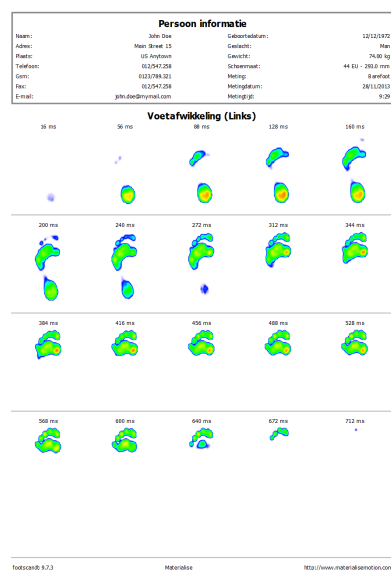 Persoon informatie
Naam: John Doe Geboortedatum: 12/12/1972
Adres: Main Street 15 Geslacht: Man
Plaats: US Anytown Gewicht: 74.00 kg
Telefoon: 012/547.258 Schoenmaat: 44 EU - 293.0 mm
Gsm: 0123/789.321 Meting: Barefoot
Fax: 012/547.258 Metingdatum: 28/11/2013
E-mail: john.doe@mymail.com Metingtijd: 9:29
Voetafwikkeling (Links)
16 ms 56 ms 88 ms 128 ms 160 ms
200 ms 240 ms 272 ms 312 ms 344 ms
384 ms 416 ms 456 ms 488 ms 528 ms
568 ms 600 ms 640 ms 672 ms 712 ms
footscan® 9.7.3 Materialise http://www.materialisemotion.com